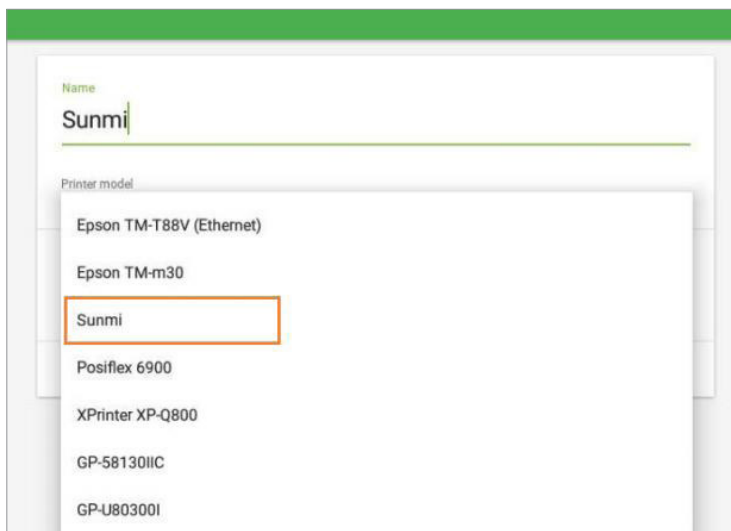 Name
Sunmi
Printer model
Epson TM-T88V (Ethernet)
Epson TM-m30
Sunmi
Posiflex 6900
XPrinter XP-Q800
GP-58130IIC
GP-U80300I